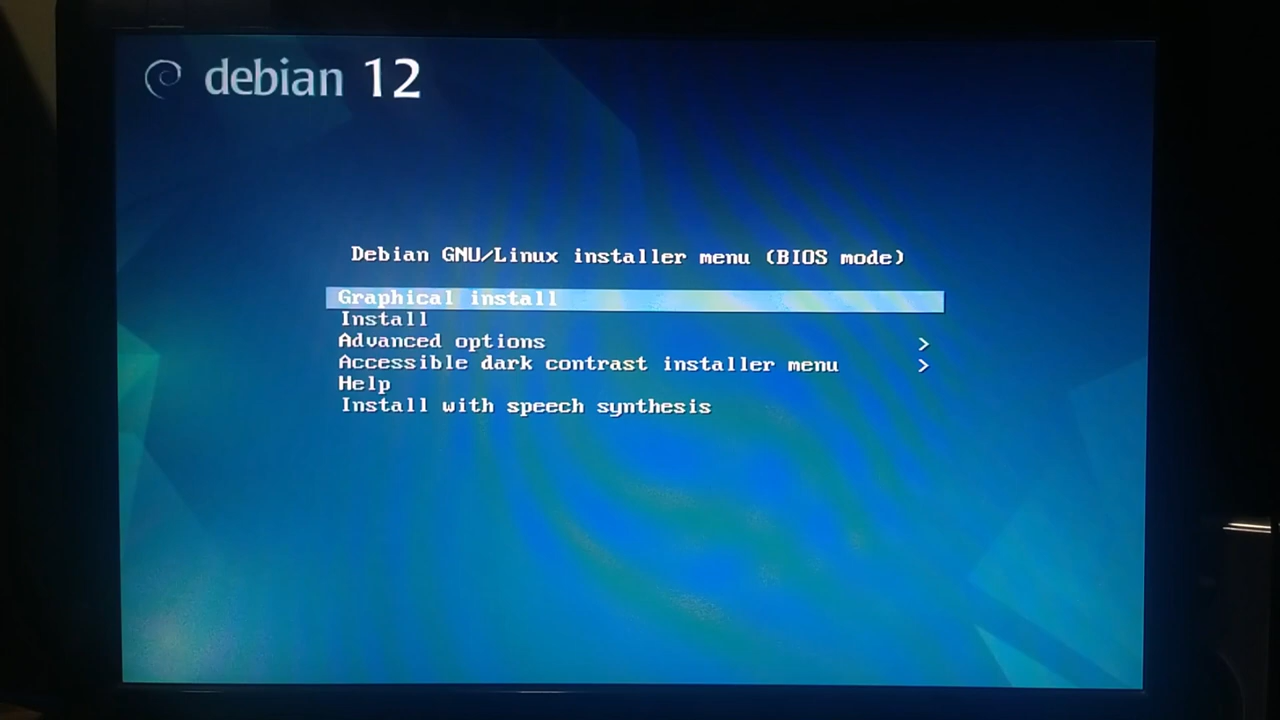 debian 12
Debian GNU/Linux installer menu (BIOS mode)
Graphical install
Install
Advanced options >
Accessible dark contrast installer menu >
Help
Install with speech synthesis